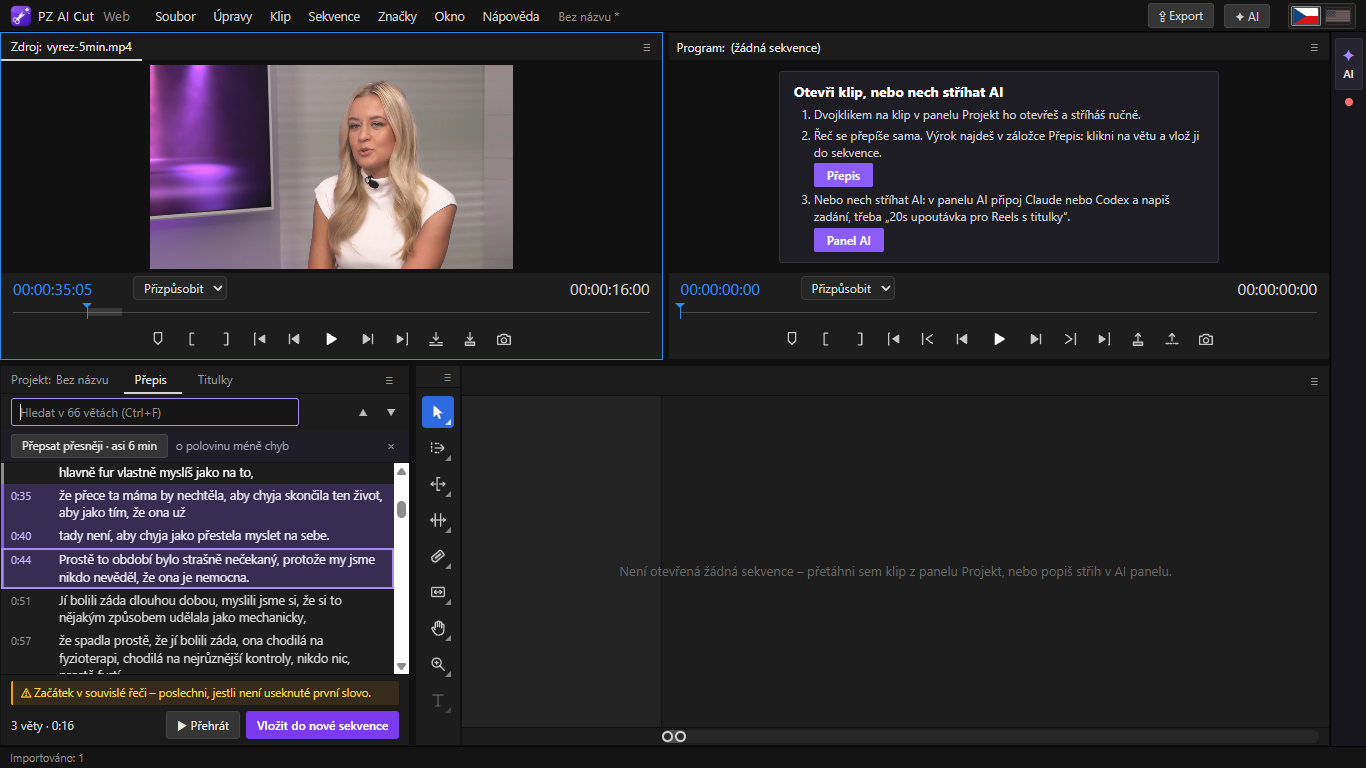 PZ AI Cut Web Soubor Úpravy Klip Sekvence Značky Okno Nápověda Bez názvu * Export AI
Zdroj: vyrez-5min.mp4
Program: (žádná sekvence)
AI
Otevři klip, nebo nech stříhat AI
1. Dvojklikem na klip v panelu Projekt ho otevřeš a stříháš ručně.
2. Řeč se přepíše sama. Výrok najdeš v záložce Přepis: klikni na větu a vlož ji
do sekvence.
Přepis
3. Nebo nech stříhat AI: v panelu AI připoj Claude nebo Codex a napiš
zadání, třeba „20s upoutávka pro Reels s titulky“.
Panel AI
00:00:35:05 Přizpůsobit 00:00:16:00
00:00:00:00 Přizpůsobit 00:00:00:00
Projekt: Bez názvu Přepis Titulky
Hledat v 66 větách (Ctrl+F)
Přepsat přesněji · asi 6 min o polovinu méně chyb ×
hlavně fur vlastně myslíš jako na to,
0:35 že přece ta máma by nechtěla, aby chyja skončila ten život,
aby jako tím, že ona už
0:40 tady není, aby chyja jako přestela myslet na sebe.
0:44 Prostě to období bylo strašně nečekaný, protože my jsme
nikdo nevěděl, že ona je nemocna.
0:51 Jí bolili záda dlouhou dobou, myslili jsme si, že si to
nějakým způsobem udělala jako mechanicky,
0:57 že spadla prostě, že jí bolili záda, ona chodilá na
fyzioterapi, chodilá na nejrůznější kontroly, nikdo nic,
Začátek v souvislé řeči – poslechni, jestli není useknuté první slovo.
3 věty · 0:16 Přehrát Vložit do nové sekvence
Není otevřená žádná sekvence – přetáhni sem klip z panelu Projekt, nebo popiš střih v AI panelu.
Importováno: 1